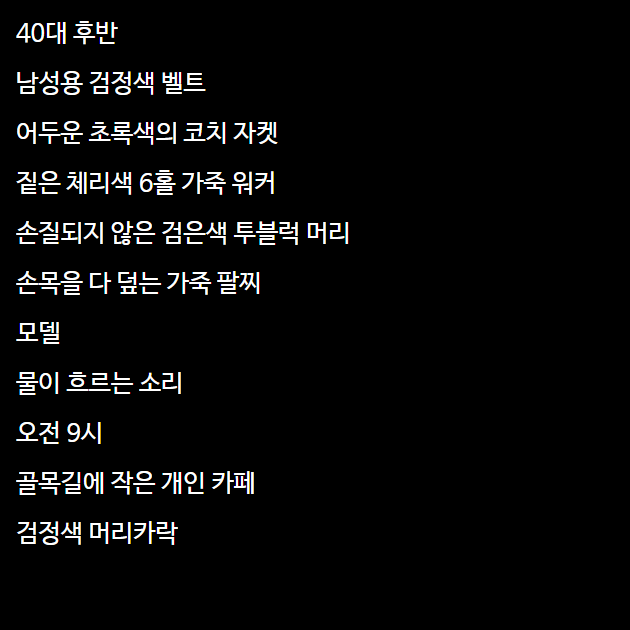 40대 후반
남성용 검정색 벨트
어두운 초록색의 코치 자켓
짙은 체리색 6홀 가죽 워커
손질되지 않은 검은색 투블럭 머리
손목을 다 덮는 가죽 팔찌
모델
물이 흐르는 소리
오전 9시
골목길에 작은 개인 카페
검정색 머리카락